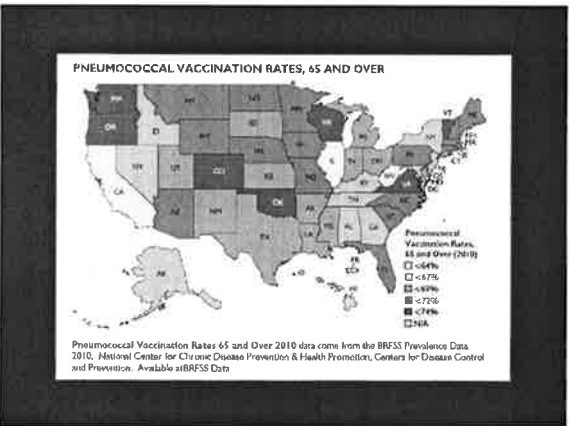 PNEUMOCOCCAL VACCINATION RATES, 65 AND OVER
WA
MT
ND
MN
VT
ME
OR
ID
SD
WI
MI
NY
WY
IA
PA
NV
UT
CO
NE
IL
IN
OH
WV
VA
CA
KS
MO
KY
NC
AZ
NM
OK
AR
TN
SC
TX
LA
MS
AL
GA
AK
FL
HI
CT
DC
Pneumococcal
Vaccination Rates,
65 and Over (2010)
<64%
<67%
<69%
<72%
<74%
N/A
Pneumococcal Vaccination Rates 65 and Over 2010 data come from the BRFSS Prevalence Data
2010, National Center for Chronic Disease Prevention & Health Promotion, Centers for Disease Control
and Prevention. Available at BRFSS Data